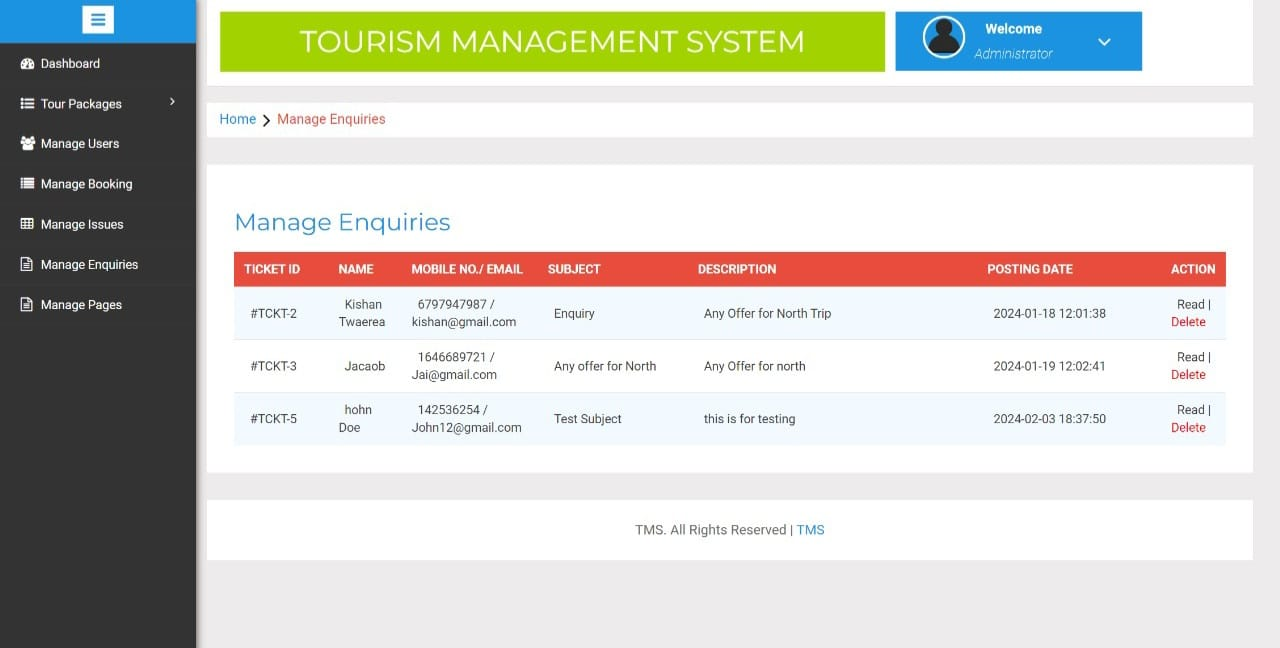 TOURISM MANAGEMENT SYSTEM
Welcome
Administrator
Dashboard
Tour Packages
Manage Users
Manage Booking
Manage Issues
Manage Enquiries
Manage Pages
Home > Manage Enquiries
Manage Enquiries
TICKET ID NAME MOBILE NO./ EMAIL SUBJECT DESCRIPTION POSTING DATE ACTION
#TCKT-2 Kishan Twaerea 6797947987 / kishan@gmail.com Enquiry Any Offer for North Trip 2024-01-18 12:01:38 Read | Delete
#TCKT-3 Jacaob 1646689721 / Jai@gmail.com Any offer for North Any Offer for north 2024-01-19 12:02:41 Read | Delete
#TCKT-5 hohn Doe 142536254 / John12@gmail.com Test Subject this is for testing 2024-02-03 18:37:50 Read | Delete
TMS. All Rights Reserved | TMS